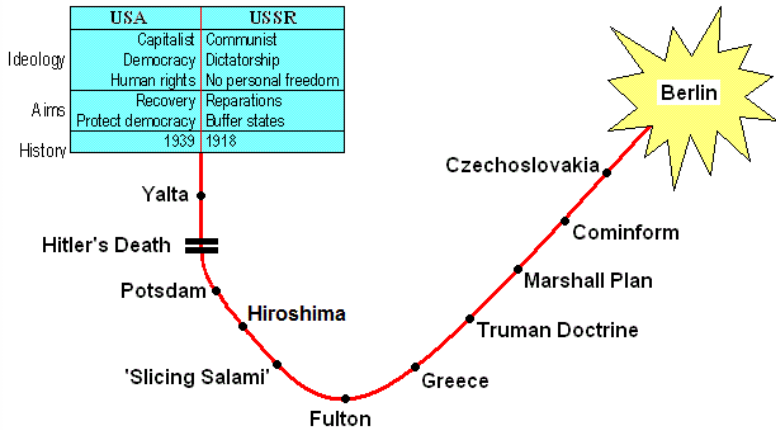 USA USSR
Ideology
Capitalist Communist
Democracy Dictatorship
Human rights No personal freedom
Aims
Recovery Reparations
Protect democracy Buffer states
History
1939 1918
Yalta
Hitler's Death
Potsdam
Hiroshima
'Slicing Salami'
Fulton
Greece
Truman Doctrine
Marshall Plan
Cominform
Czechoslovakia
Berlin